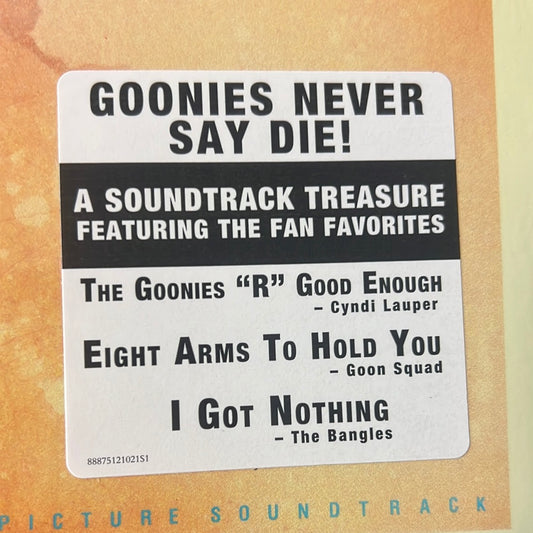 GOONIES NEVER
SAY DIE!
A SOUNDTRACK TREASURE
FEATURING THE FAN FAVORITES
THE GOONIES “R” GOOD ENOUGH
– Cyndi Lauper
EIGHT ARMS TO HOLD YOU
– Goon Squad
I GOT NOTHING
– The Bangles
88875121021S1
PICTURE SOUNDTRACK